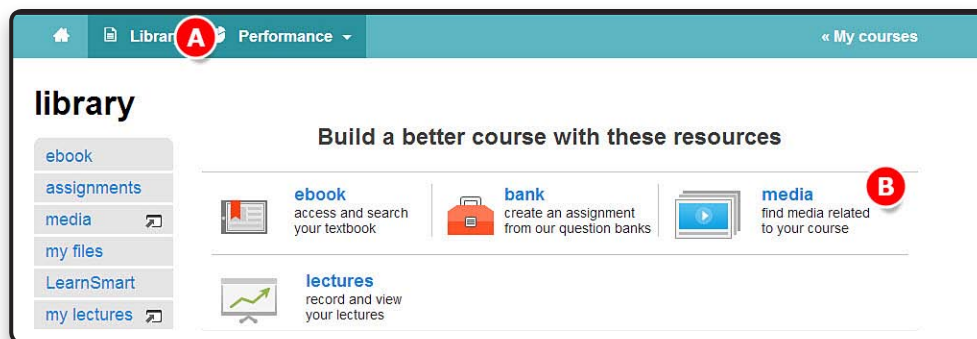 Librar A Performance
« My courses
library
Build a better course with these resources
ebook
assignments
media
my files
LearnSmart
my lectures
ebook
access and search
your textbook
bank
create an assignment
from our question banks
media
find media related
to your course
B
lectures
record and view
your lectures